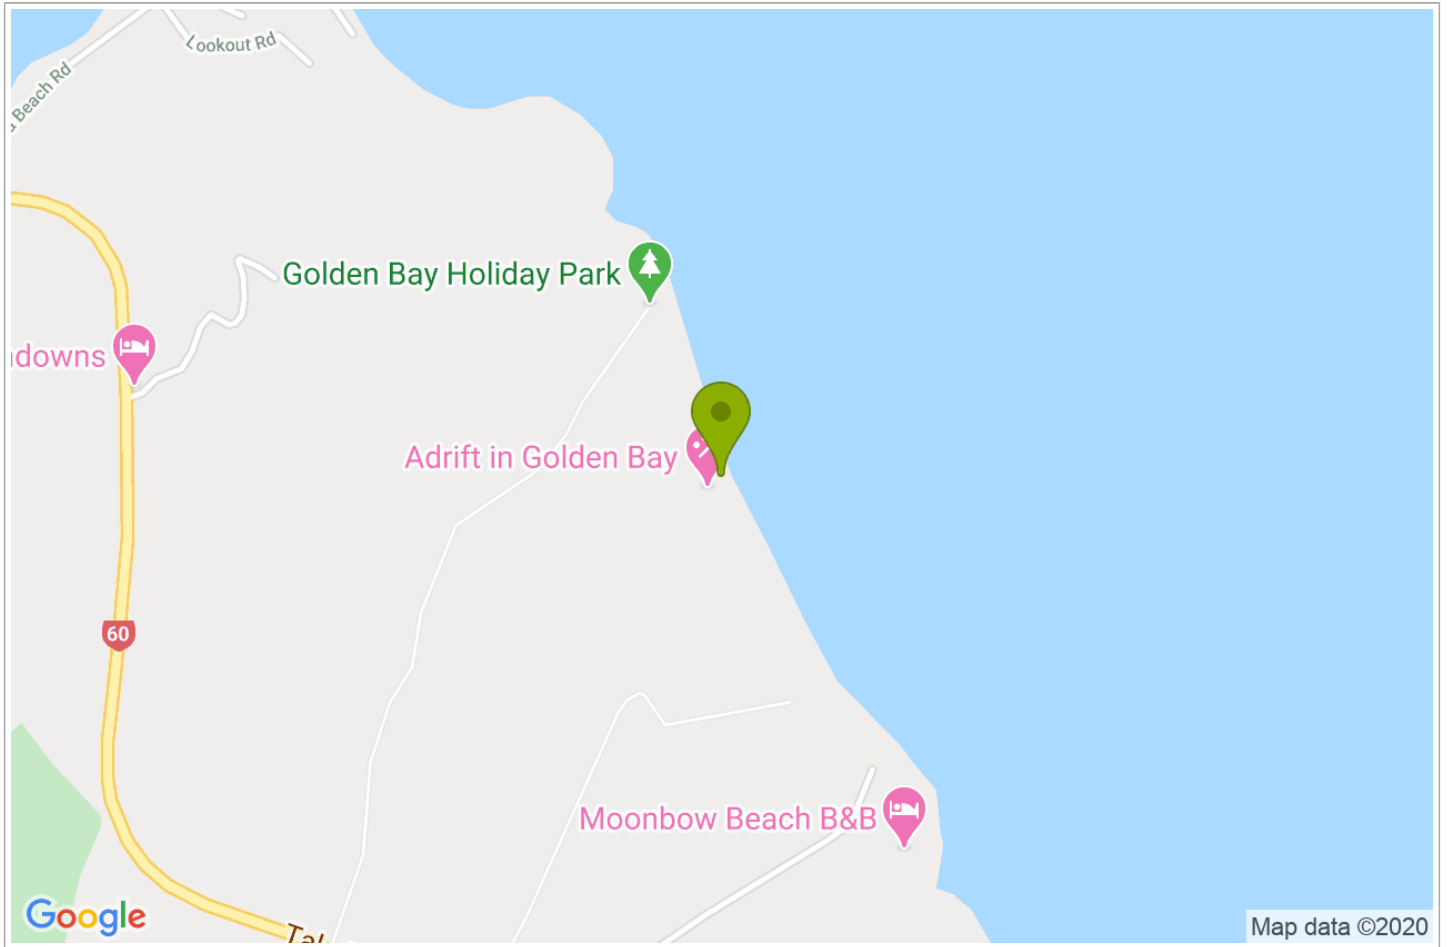 Lookout Rd
Beach Rd
Golden Bay Holiday Park
downs
Adrift in Golden Bay
60
Moonbow Beach B&B
Google
Map data ©2020